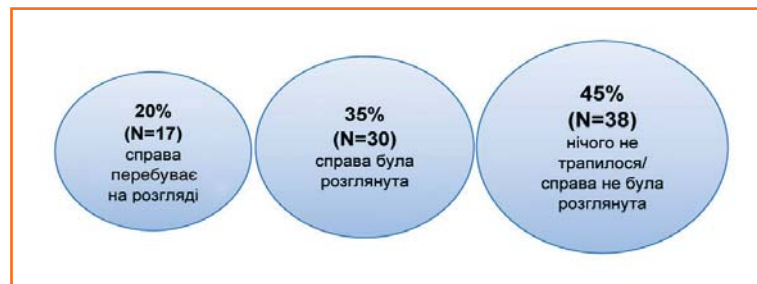 20%
(N=17)
справа
перебуває
на розгляді
35%
(N=30)
справа була
розглянута
45%
(N=38)
нічого не
трапилося/
справа не була
розглянута